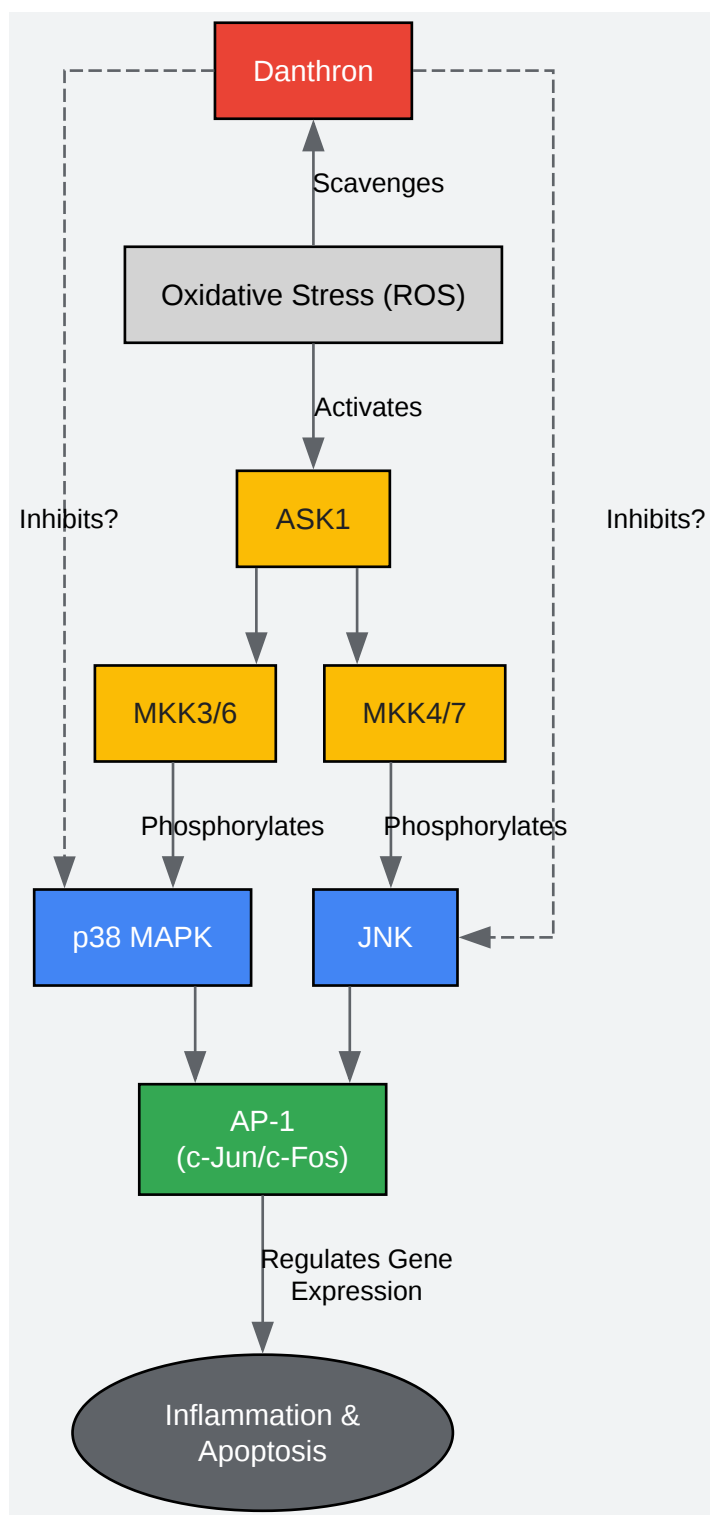 Danthron
Scavenges
Oxidative Stress (ROS)
Activates
Inhibits?
ASK1
Inhibits?
MKK3/6
MKK4/7
Phosphorylates
Phosphorylates
p38 MAPK
JNK
AP-1
(c-Jun/c-Fos)
Regulates Gene
Expression
Inflammation &
Apoptosis